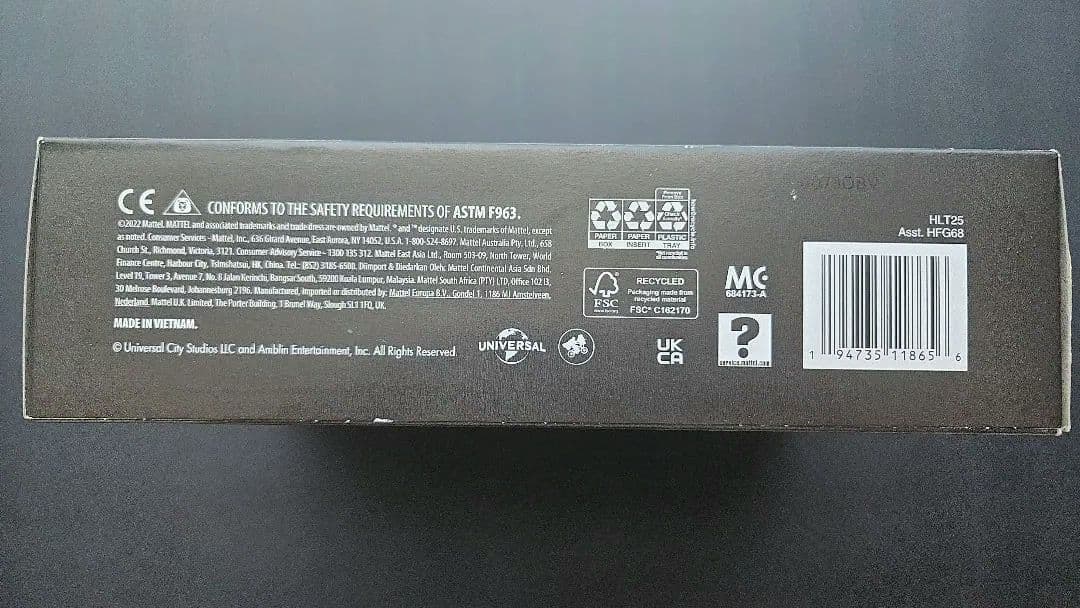 CE
CONFORMS TO THE SAFETY REQUIREMENTS OF ASTM F963.
©2022 Mattel. MATTEL and associated trademarks and trade dress are owned by Mattel. ® and ™ designate U.S. trademarks of Mattel, except
as noted. Consumer Services - Mattel, Inc., 636 Girard Avenue, East Aurora, NY 14052, U.S.A. 1-800-524-8697. Mattel Australia Pty. Ltd., 658
Church St., Richmond, Victoria, 3121. Consumer Advisory Service - 1300 135 312. Mattel East Asia Ltd., Room 503-09, North Tower, World
Finance Centre, Harbour City, Tsimshatsui, HK, China. Tel.: (852) 3185-6500. Diimport & Diedarkan Oleh: Mattel Continental Asia Sdn Bhd.
Level 19, Tower 3, Avenue 7, No. 8 Jalan Kerinchi, Bangsar South, 59200 Kuala Lumpur, Malaysia. Mattel South Africa (PTY) LTD, Office 102 I3,
30 Melrose Boulevard, Johannesburg 2196. Manufactured, imported or distributed by: Mattel Europa B.V., Gondel 1, 1186 MJ Amstelveen,
Nederland. Mattel U.K. Limited, The Porter Building, 1 Brunel Way, Slough SL1 1FQ, UK.
MADE IN VIETNAM.
© Universal City Studios LLC and Amblin Entertainment, Inc. All Rights Reserved.
UNIVERSAL
PAPER
BOX
PAPER
INSERT
PLASTIC
TRAY
FSC
RECYCLED
Packaging made from
recycled material
FSC® C162170
UK
CA
MC
684173-A
?
service.mattel.com
HLT25
Asst. HFG68
1 94735 11865 6